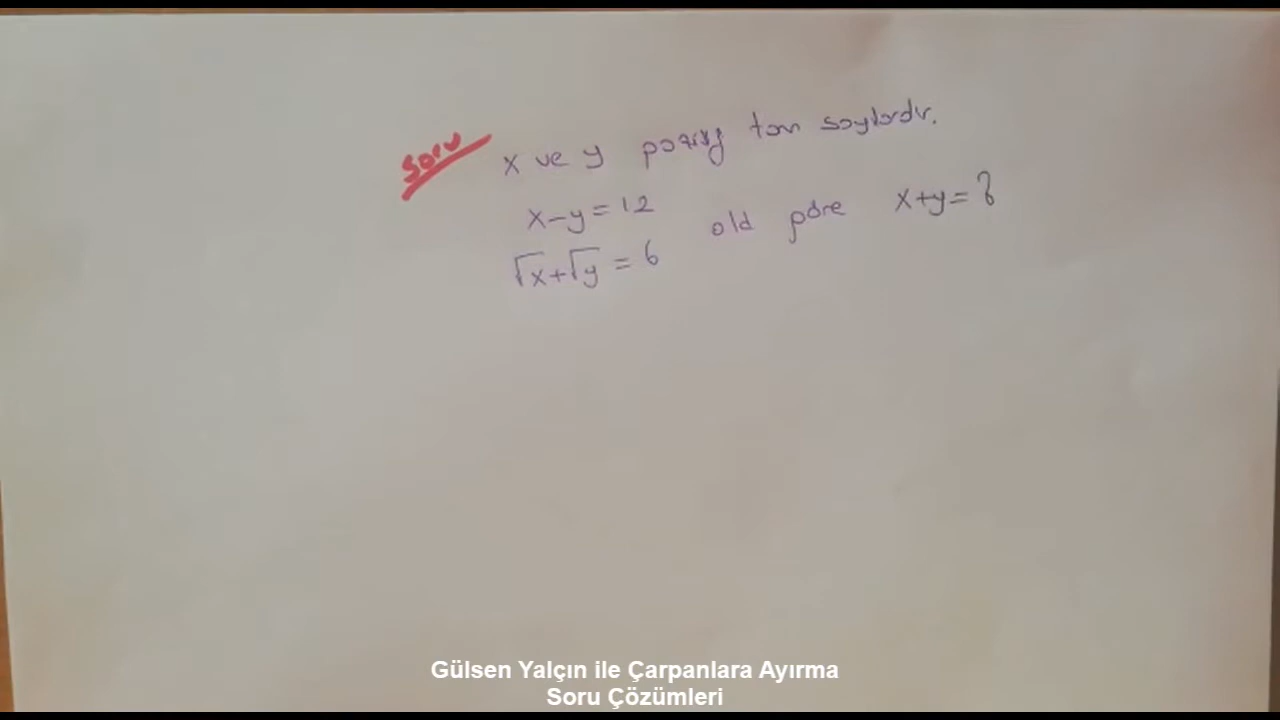 Soru
x ve y pozitif tam sayılardır.
x-y=12
√x+√y = 6 old göre x+y=?
Gülsen Yalçın ile Çarpanlara Ayırma
Soru Çözümleri